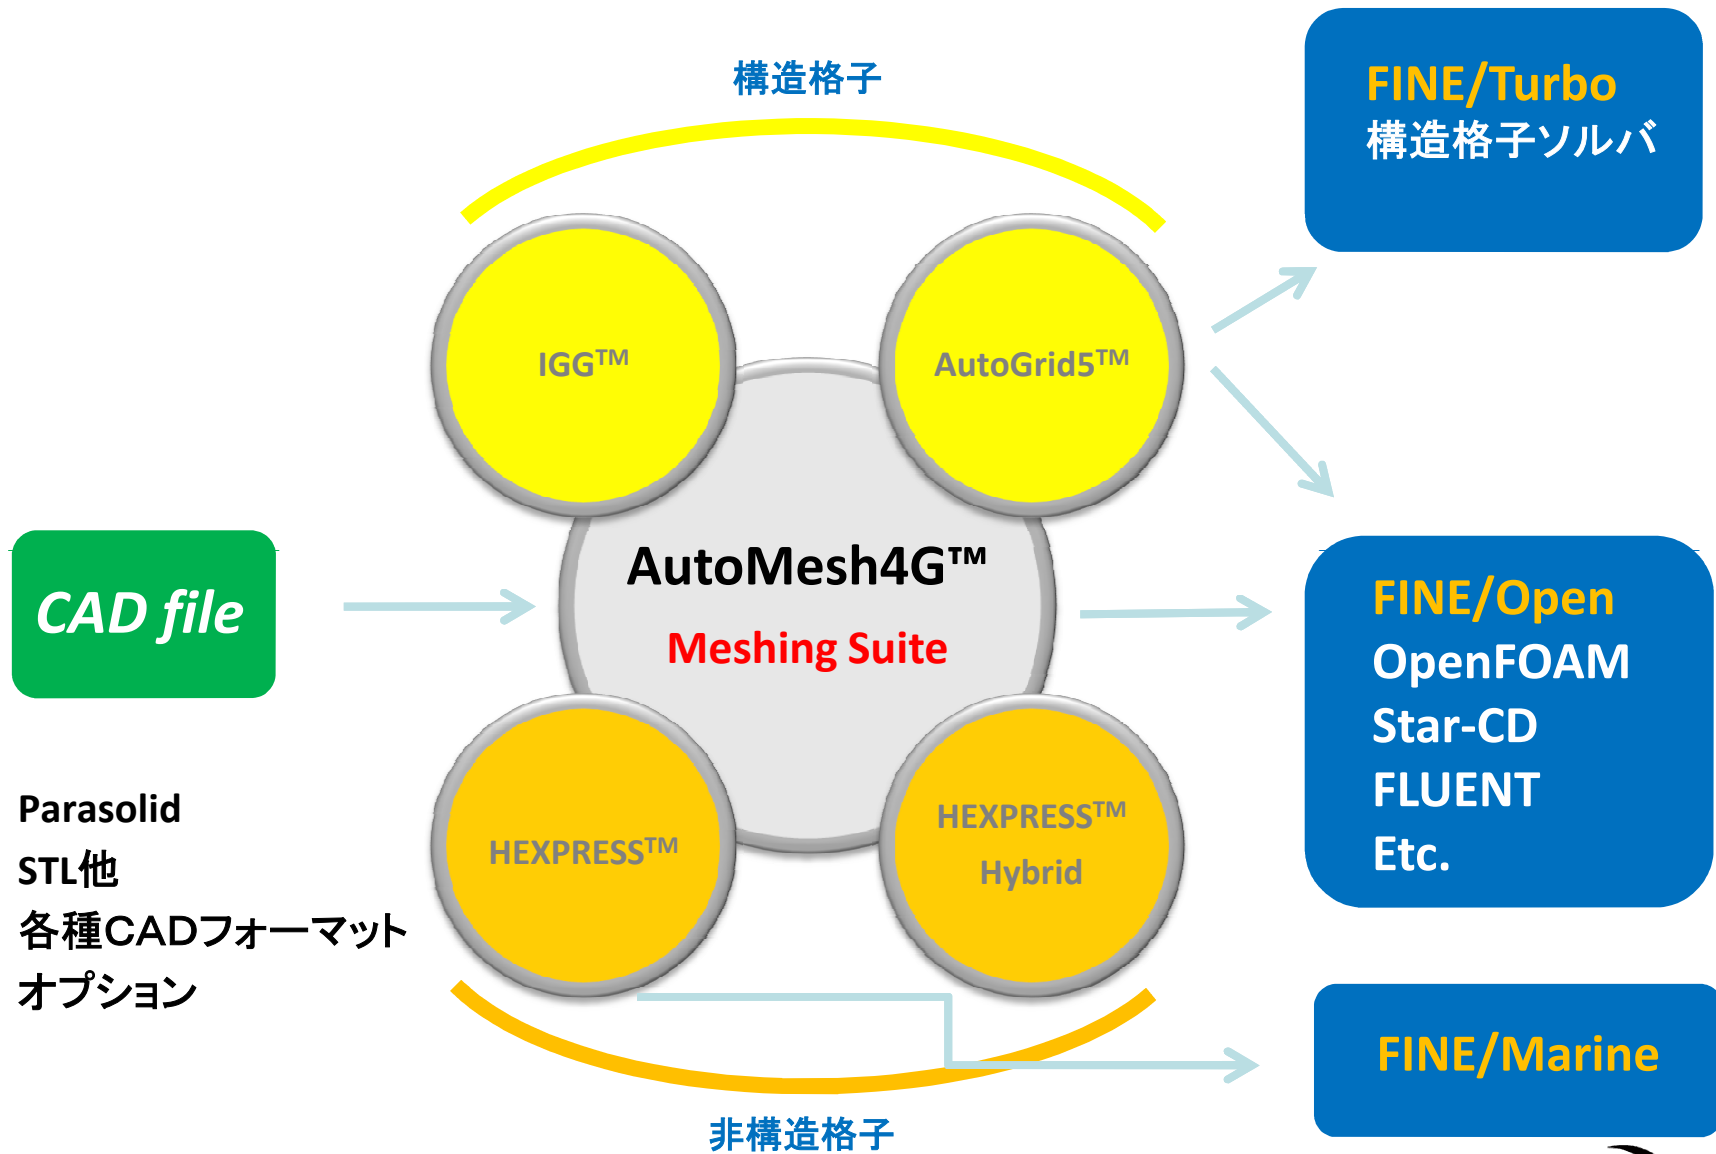 構造格子
FINE/Turbo
構造格子ソルバ
IGG™
AutoGrid5™
AutoMesh4G™
Meshing Suite
CAD file
Parasolid
STL他
各種CADフォーマット
オプション
HEXPRESS™
HEXPRESS™
Hybrid
FINE/Open
OpenFOAM
Star-CD
FLUENT
Etc.
FINE/Marine
非構造格子